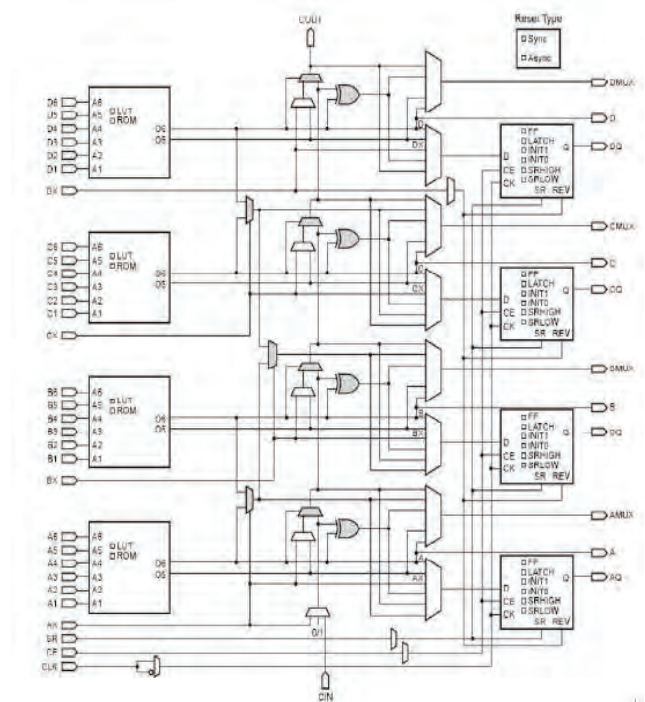 COUT
Reset Type
Sync
Async
D6
D5
D4
D3
D2
D1
A6
A5
A4
A3
A2
A1
LUT
ROM
O6
O5
DX
D
DX
DMUX
D
DQ
FF
LATCH
INIT1
INIT0
SRHIGH
SRLOW
D
CE
CK
Q
SR REV
C6
C5
C4
C3
C2
C1
A6
A5
A4
A3
A2
A1
LUT
ROM
O6
O5
CX
C
CX
CMUX
C
CQ
FF
LATCH
INIT1
INIT0
SRHIGH
SRLOW
D
CE
CK
Q
SR REV
B6
B5
B4
B3
B2
B1
A6
A5
A4
A3
A2
A1
LUT
ROM
O6
O5
BX
B
BX
BMUX
B
BQ
FF
LATCH
INIT1
INIT0
SRHIGH
SRLOW
D
CE
CK
Q
SR REV
A6
A5
A4
A3
A2
A1
A6
A5
A4
A3
A2
A1
LUT
ROM
O6
O5
AX
A
AX
AMUX
A
AQ
FF
LATCH
INIT1
INIT0
SRHIGH
SRLOW
D
CE
CK
Q
SR REV
0/1
SR
CE
CLK
CIN